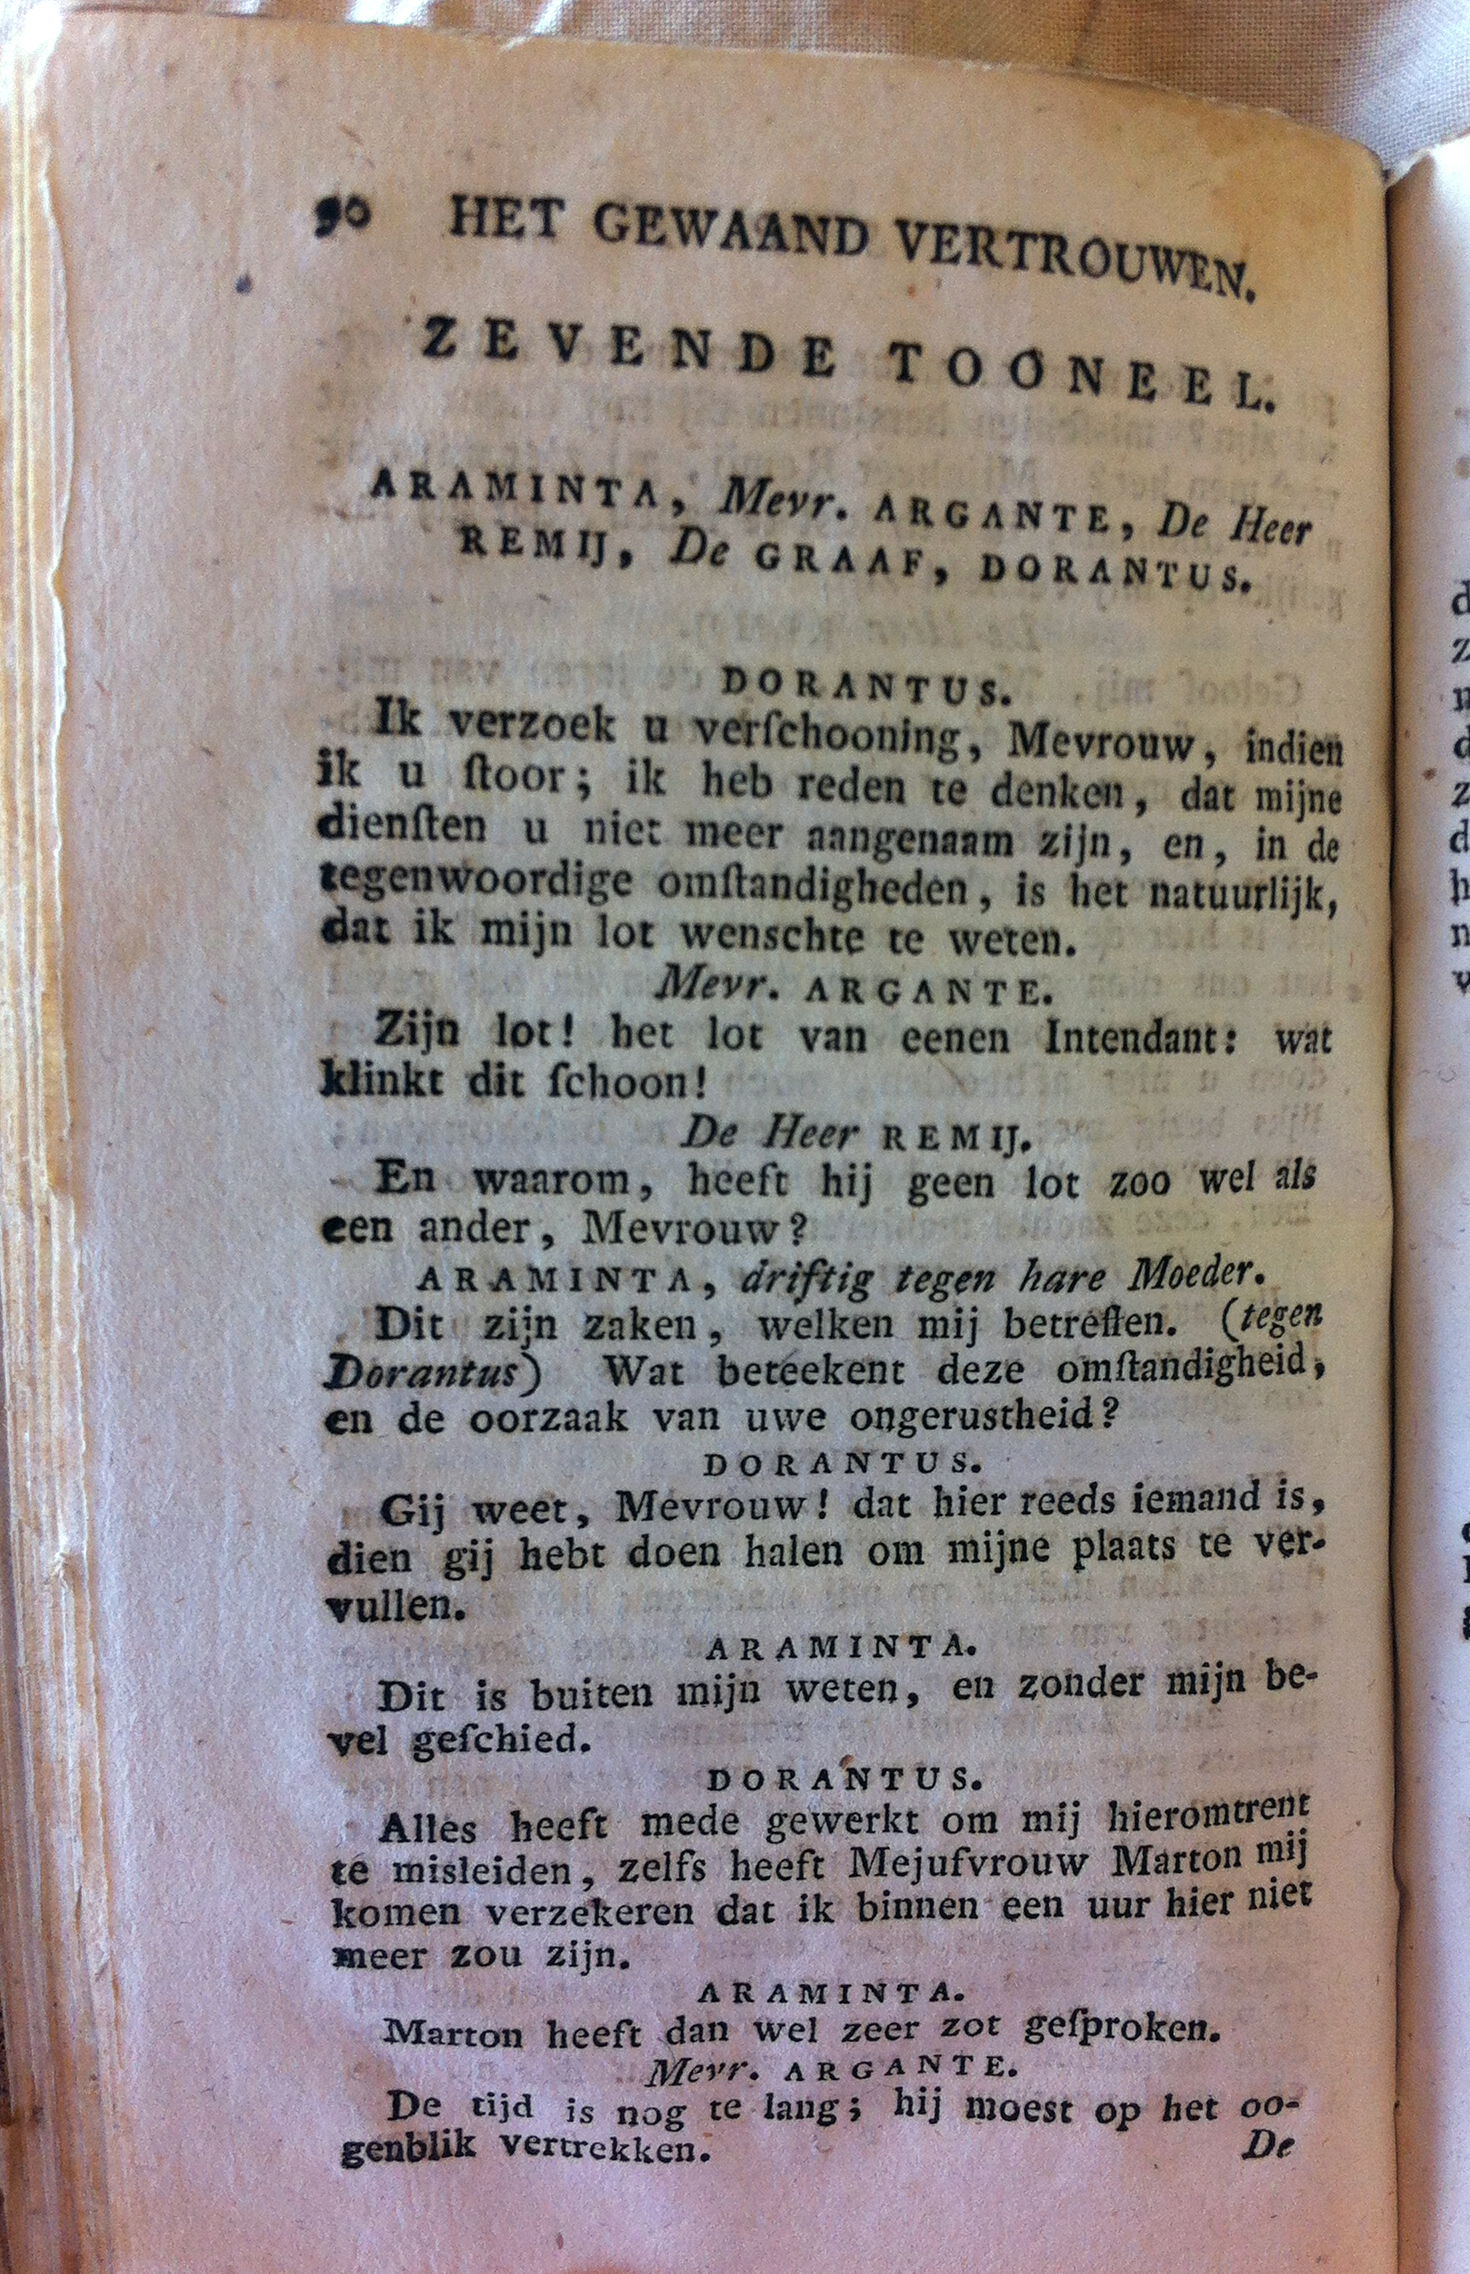 90 HET GEWAAND VERTROUWEN.
ZEVENDE TOONEEL.
ARAMINTA, Mevr. ARGANTE, De Heer
REMIJ, De GRAAF, DORANTUS.
DORANTUS.
Ik verzoek u verſchooning, Mevrouw, indien
ik u ſtoor; ik heb reden te denken, dat mijne
dienſten u niet meer aangenaam zijn, en, in de
tegenwoordige omſtandigheden, is het natuurlijk,
dat ik mijn lot wenschte te weten.
Mevr. ARGANTE.
Zijn lot! het lot van eenen Intendant: wat
klinkt dit ſchoon!
De Heer REMIJ.
En waarom, heeft hij geen lot zoo wel als
een ander, Mevrouw?
ARAMINTA, driftig tegen hare Moeder.
Dit zijn zaken, welken mij betreffen. (tegen
Dorantus) Wat beteekent deze omſtandigheid,
en de oorzaak van uwe ongerustheid?
DORANTUS.
Gij weet, Mevrouw! dat hier reeds iemand is,
dien gij hebt doen halen om mijne plaats te ver-
vullen.
ARAMINTA.
Dit is buiten mijn weten, en zonder mijn be-
vel geſchied.
DORANTUS.
Alles heeft mede gewerkt om mij hieromtrent
te misleiden, zelfs heeft Mejufvrouw Marton mij
komen verzekeren dat ik binnen een uur hier niet
meer zou zijn.
ARAMINTA.
Marton heeft dan wel zeer zot geſproken.
Mevr. ARGANTE.
De tijd is nog te lang; hij moest op het oo-
genblik vertrekken.
De